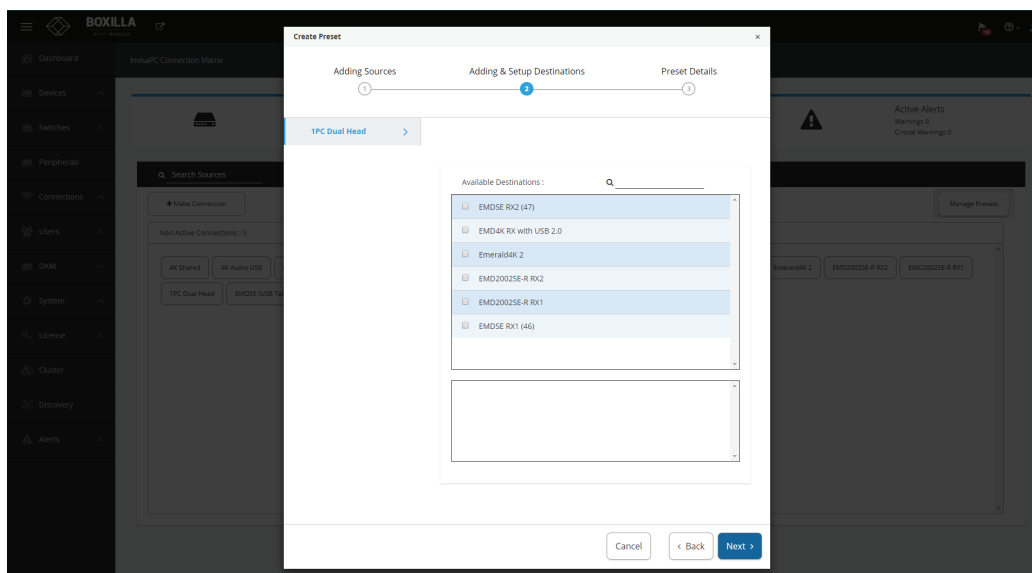 BOXILLA
Create Preset
×
Dashboard
InvisaPC Connection Matrix
Adding Sources
Adding & Setup Destinations
Preset Details
1
2
3
Devices
Active Alerts
Warnings 0
Critical Warnings 0
Switches
1PC Dual Head
Peripherals
Search Sources
Available Destinations :
Connections
+ Make Connection
Manage Presets
EMDSE RX2 (47)
EMD4K RX with USB 2.0
Users
Non Active Connections : 8
Emerald4K 2
DKM
4K Shared
4K Audio USB
Emerald4K 2
EMD2002SE-R RX2
EMD2002SE-R RX1
EMD2002SE-R RX2
System
1PC Dual Head
EMDSE (USB Te
EMD2002SE-R RX1
EMDSE RX1 (46)
License
Cluster
Discovery
Alerts
Cancel
< Back
Next >